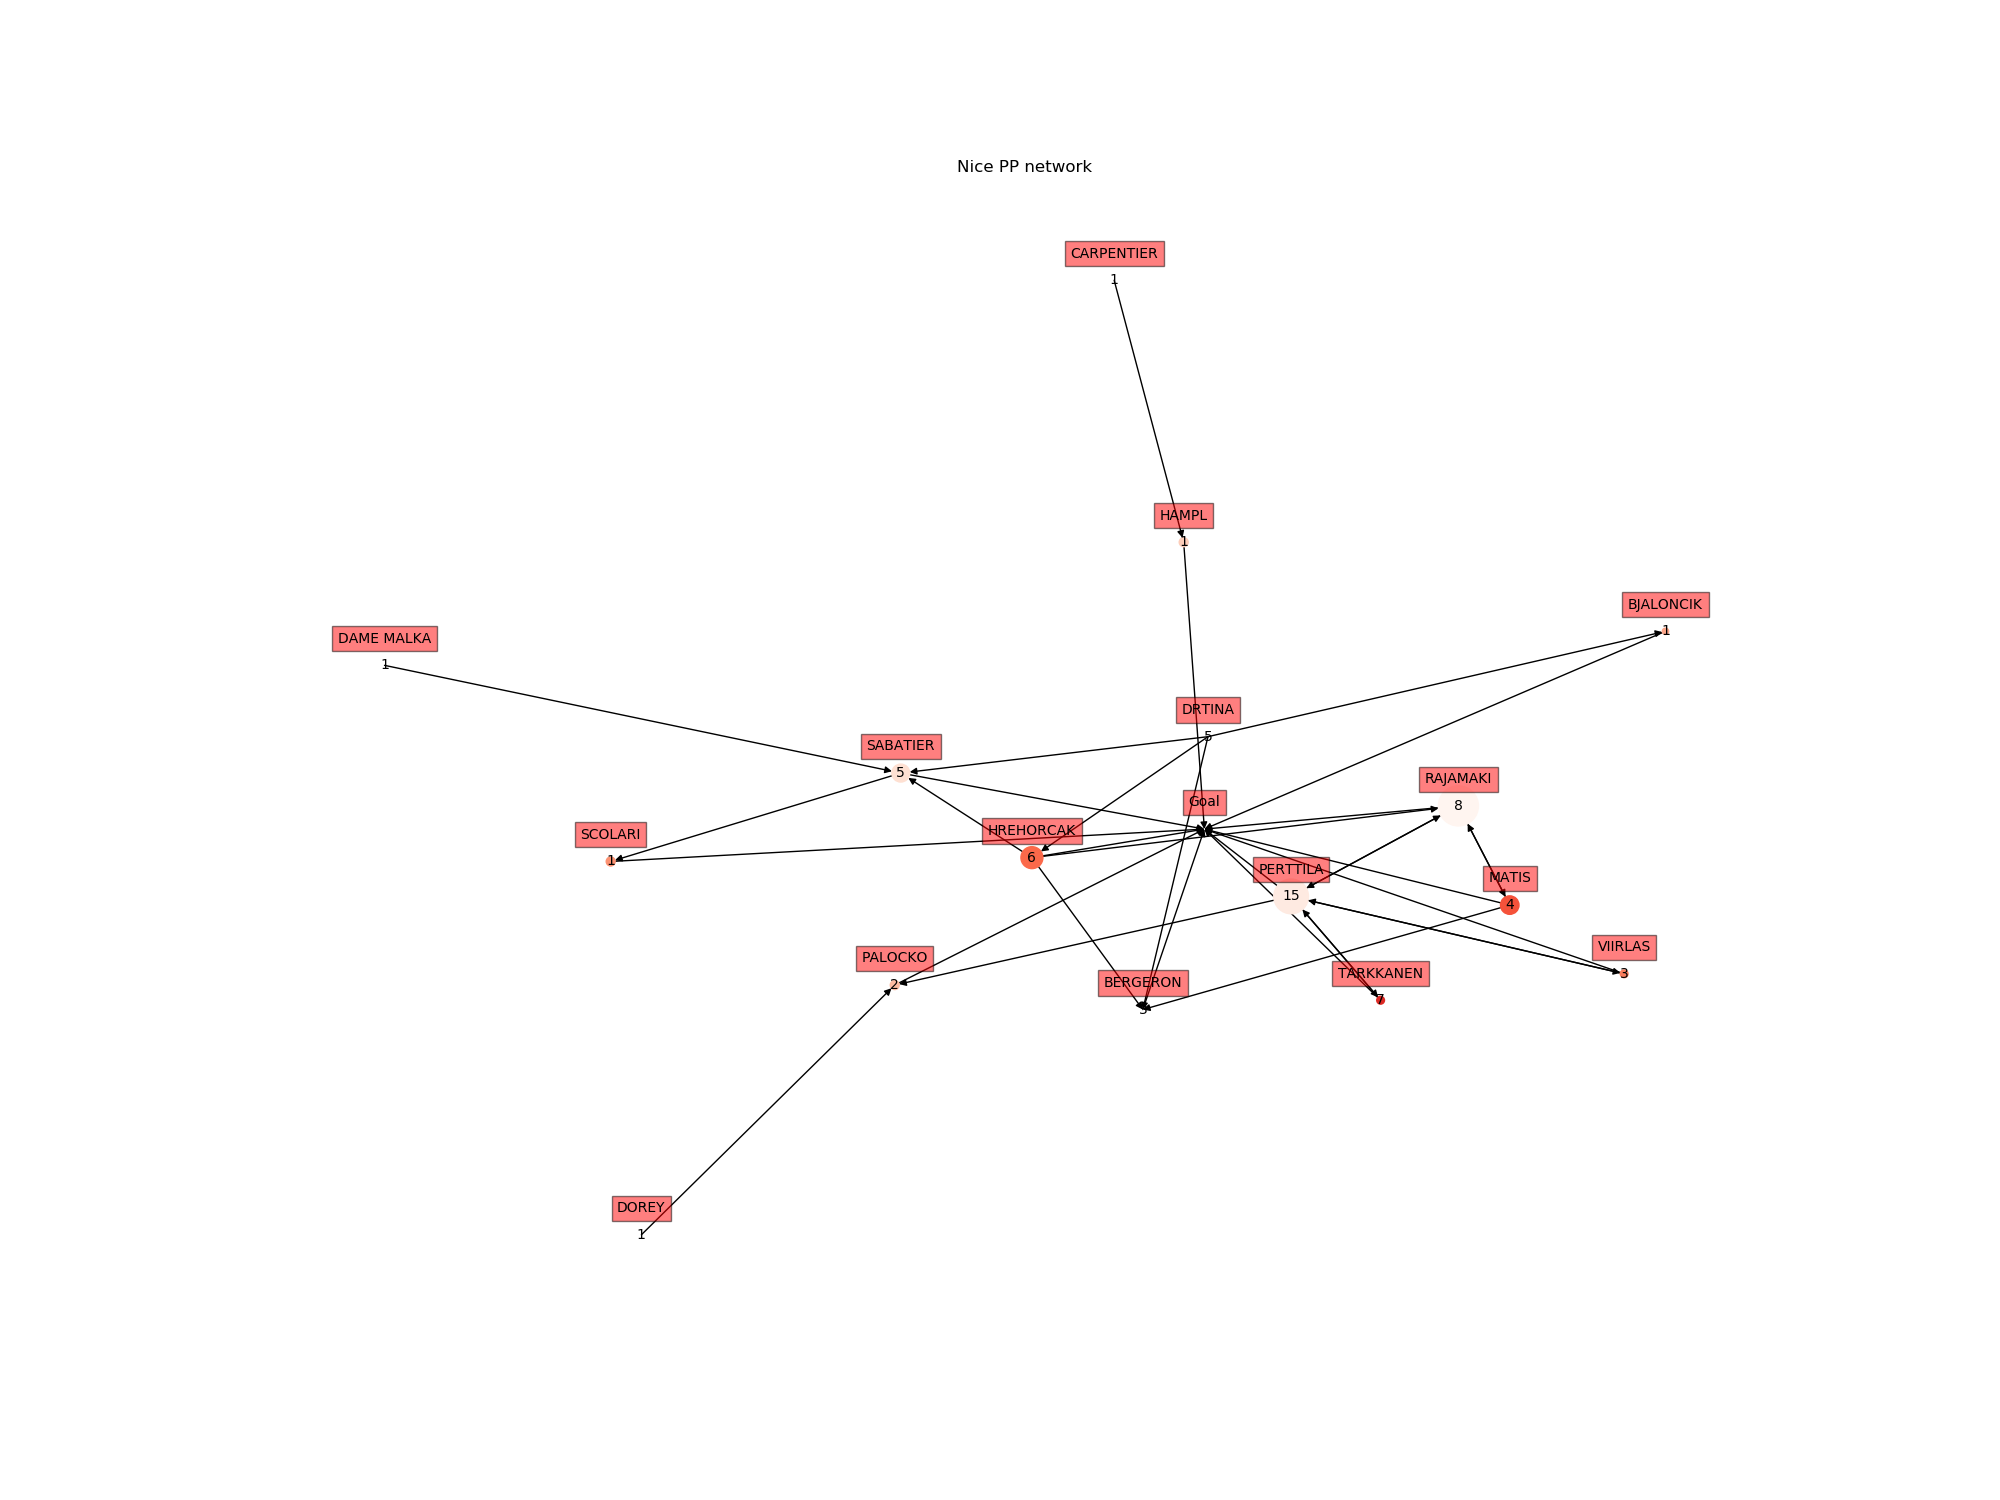 Nice PP network
CARPENTIER
1
HAMPL
1
BJALONCIK
1
DAME MALKA
1
DRTINA
5
SABATIER
5
RAJAMAKI
8
Goal
HREHORCAK
6
SCOLARI
1
PERTTILA
15
MATIS
4
VIIRLAS
3
PALOCKO
2
TARKKANEN
7
BERGERON
DOREY
1